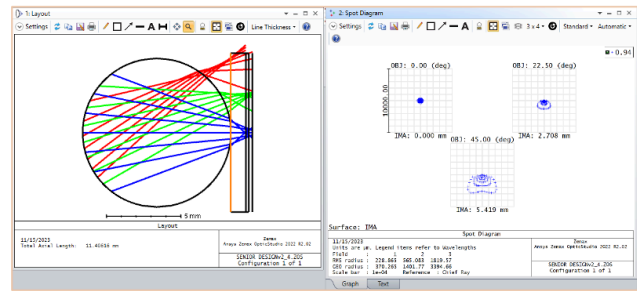 1: Layout
Settings
Line Thickness
5 mm
Layout
11/15/2023
Total Axial Length: 11.40616 mm
Zemax
Ansys Zemax OpticStudio 2022 R2.02
SENIOR DESIGNv2_4.ZOS
Configuration 1 of 1
2: Spot Diagram
Settings
3 x 4
Standard
Automatic
0.94
OBJ: 0.00 (deg)
OBJ: 22.50 (deg)
10000.00
IMA: 0.000 mm
IMA: 2.708 mm
OBJ: 45.00 (deg)
IMA: 5.419 mm
Surface: IMA
Spot Diagram
11/15/2023
Units are µm. Legend items refer to Wavelengths
Field : 1 2 3
RMS radius : 228.865 565.083 1819.57
GEO radius : 370.263 1401.77 3394.66
Scale bar : 1e+04 Reference : Chief Ray
Zemax
Ansys Zemax OpticStudio 2022 R2.02
SENIOR DESIGNv2_4.ZOS
Configuration 1 of 1
Graph
Text